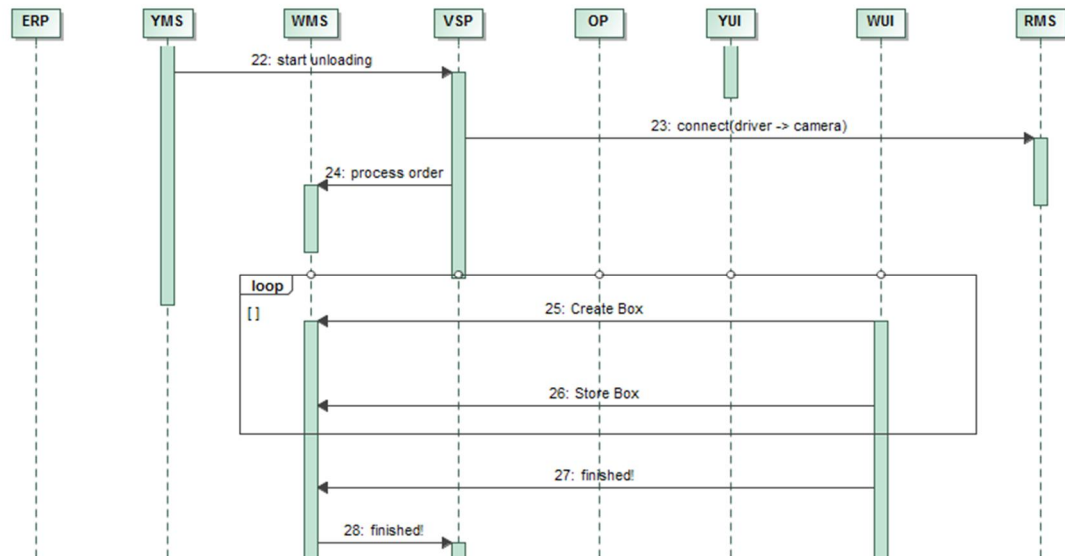 ERP YMS WMS VSP OP YUI WUI RMS
22: start unloading
23: connect(driver -> camera)
24: process order
loop
[ ]
25: Create Box
26: Store Box
27: finished!
28: finished!